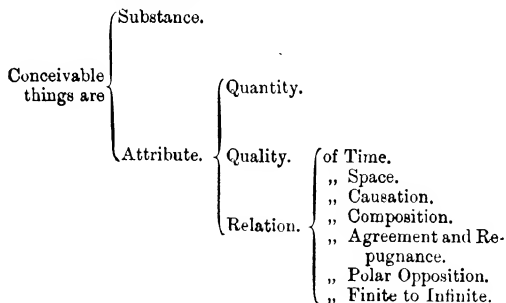 Substance.
Conceivable
things are
Quantity.
Attribute.
Quality.
Relation.
of Time.
„ Space.
„ Causation.
„ Composition.
„ Agreement and Re-
pugnance.
„ Polar Opposition.
„ Finite to Infinite.